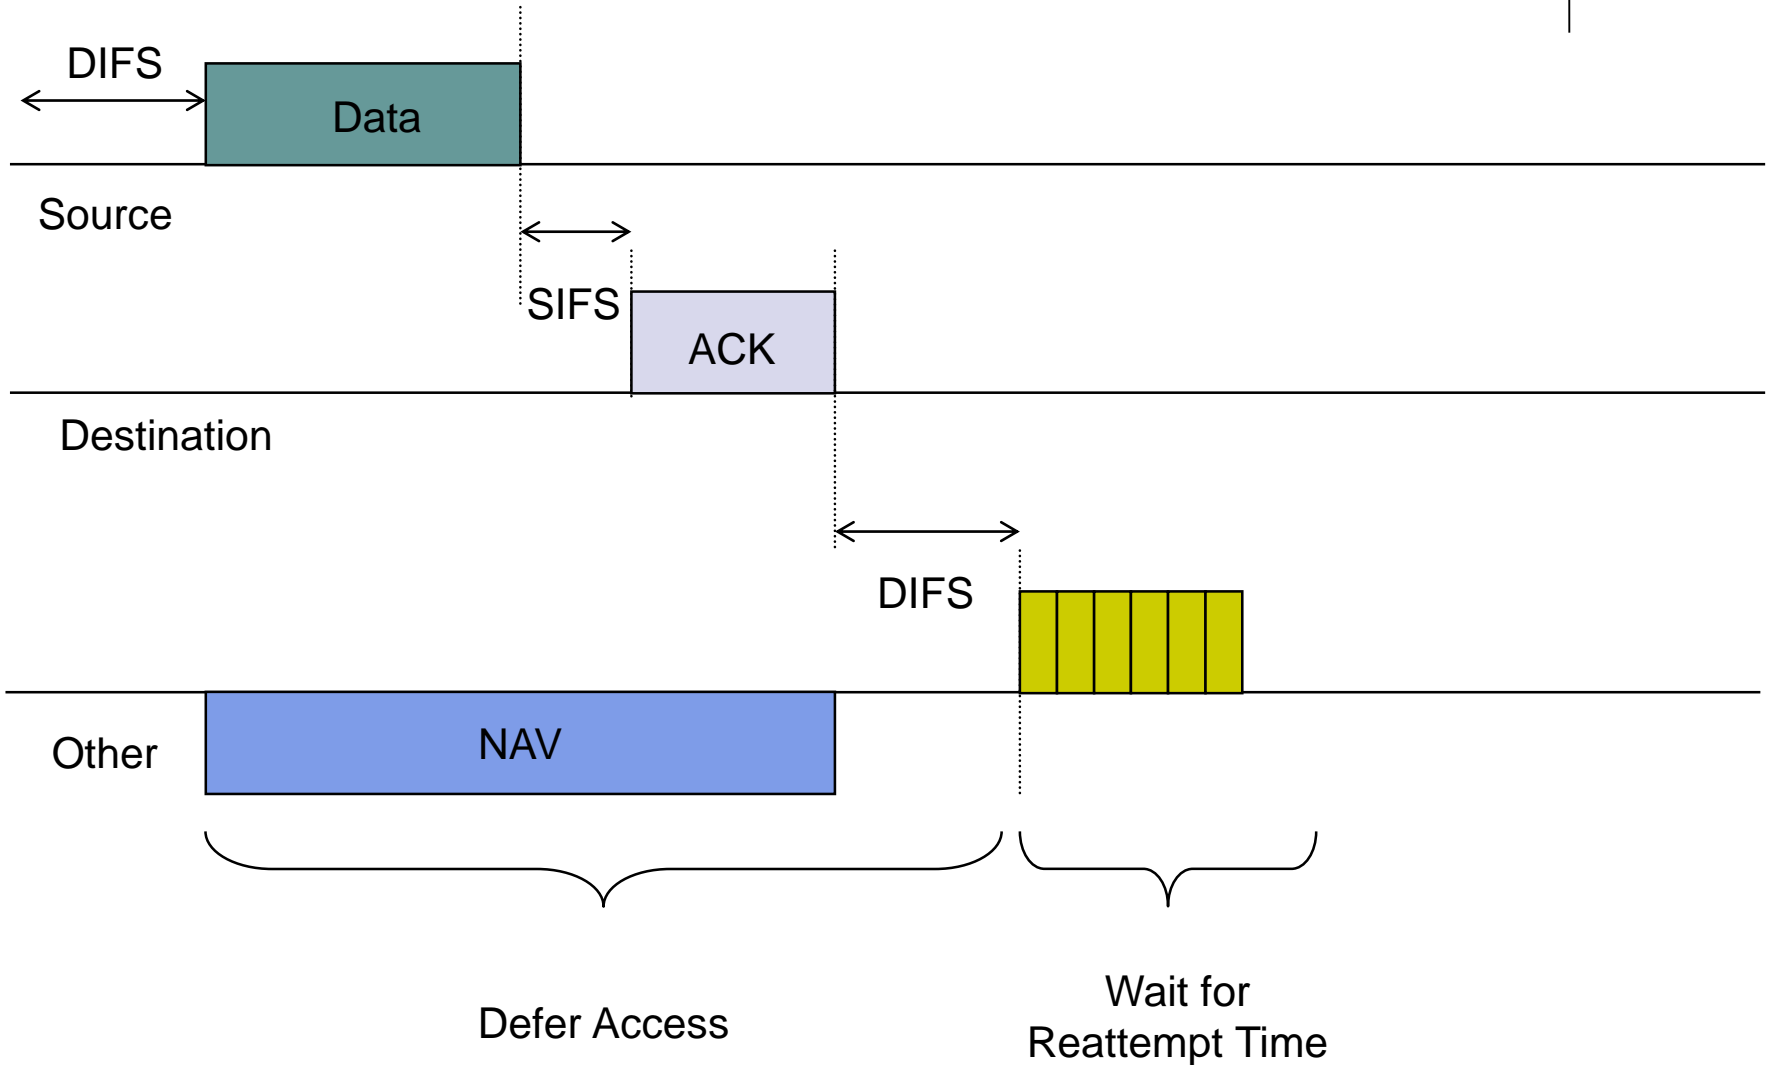 DIFS
Data
Source
SIFS
ACK
Destination
DIFS
NAV
Other
Defer Access
Wait for
Reattempt Time